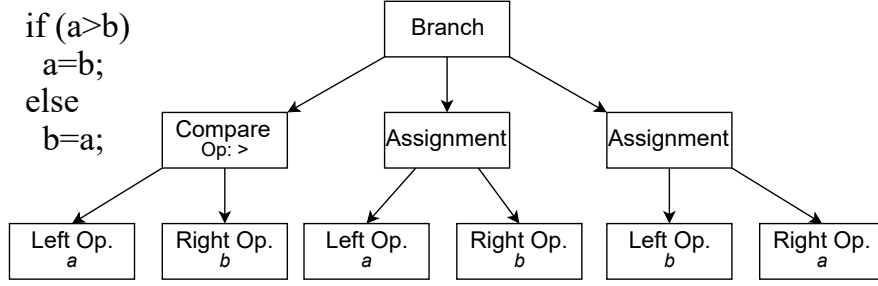 if (a>b)
a=b;
else
b=a;
Branch
Compare
Op: >
Assignment
Assignment
Left Op.
a
Right Op.
b
Left Op.
a
Right Op.
b
Left Op.
b
Right Op.
a